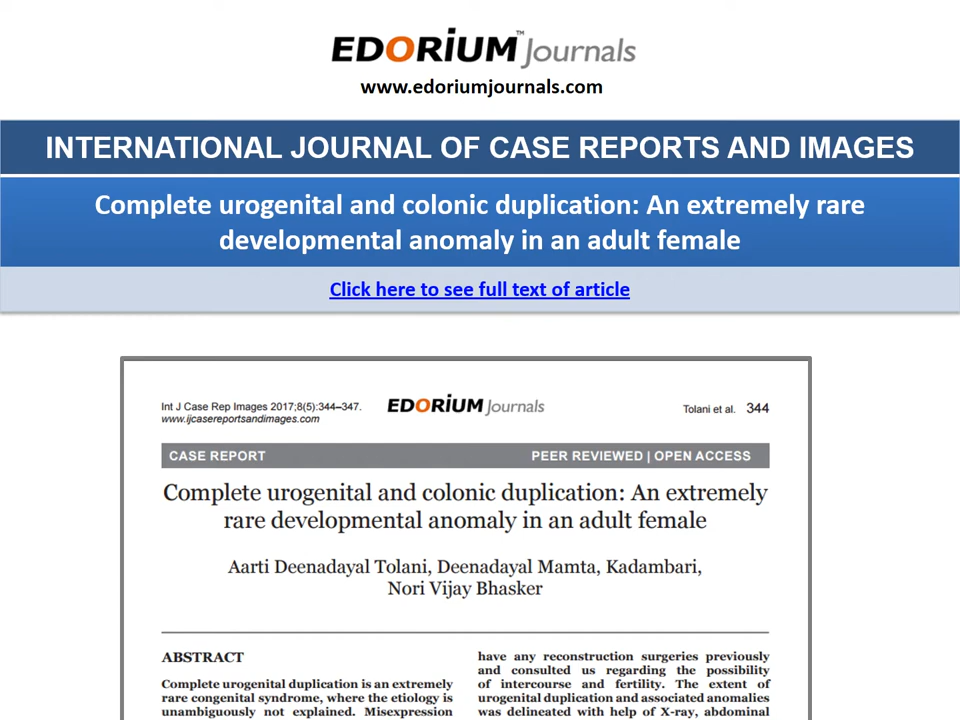 EDORIUM™ Journals
www.edoriumjournals.com
INTERNATIONAL JOURNAL OF CASE REPORTS AND IMAGES
Complete urogenital and colonic duplication: An extremely rare
developmental anomaly in an adult female
Click here to see full text of article
Int J Case Rep Images 2017;8(5):344–347.
www.ijcasereportsandimages.com
EDORIUM Journals
Tolani et al. 344
CASE REPORT
PEER REVIEWED | OPEN ACCESS
Complete urogenital and colonic duplication: An extremely
rare developmental anomaly in an adult female
Aarti Deenadayal Tolani, Deenadayal Mamta, Kadambari,
Nori Vijay Bhasker
ABSTRACT
Complete urogenital duplication is an extremely
rare congenital syndrome, where the etiology is
unambiguously not explained. Misexpression
have any reconstruction surgeries previously
and consulted us regarding the possibility
of intercourse and fertility. The extent of
urogenital duplication and associated anomalies
was delineated with help of X-ray, abdominal